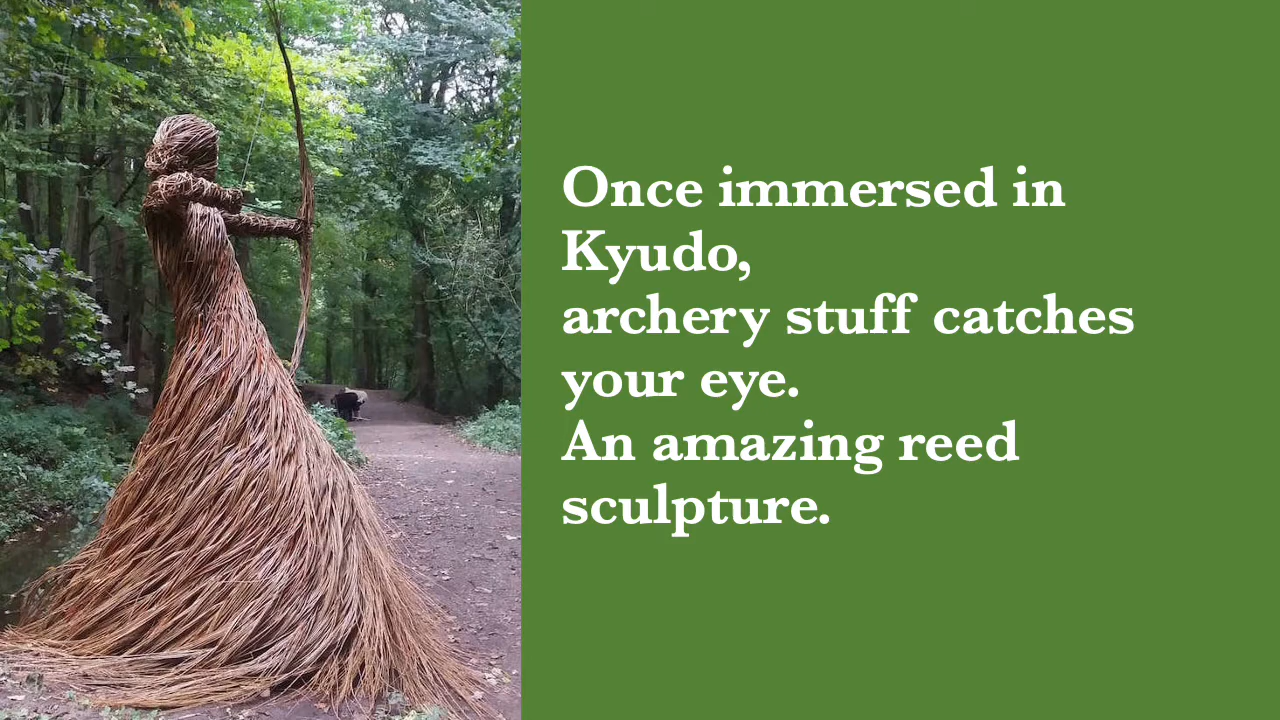 Once immersed in
Kyudo,
archery stuff catches
your eye.
An amazing reed
sculpture.